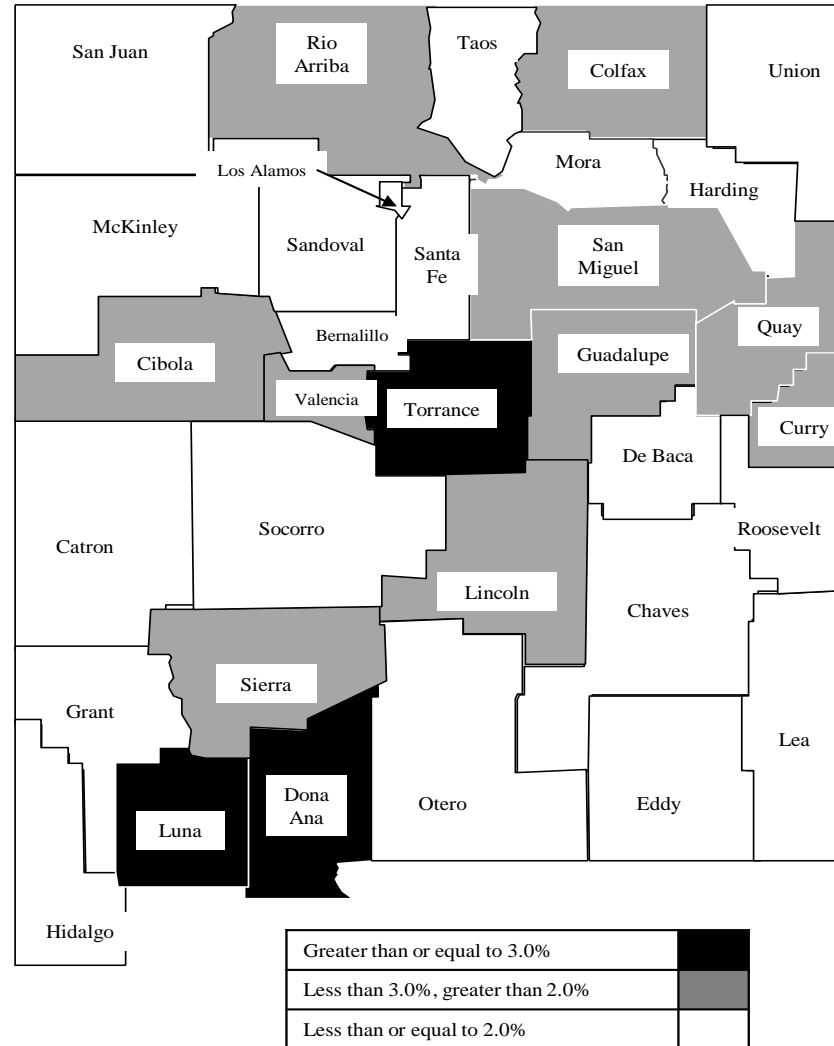 San Juan
Rio
Arriba
Taos
Colfax
Union
Los Alamos
Mora
Harding
McKinley
Sandoval
Santa
Fe
San
Miguel
Quay
Bernalillo
Cibola
Guadalupe
Valencia
Torrance
Curry
De Baca
Catron
Socorro
Roosevelt
Lincoln
Chaves
Sierra
Grant
Lea
Dona
Ana
Luna
Otero
Eddy
Hidalgo
Greater than or equal to 3.0%
Less than 3.0%, greater than 2.0%
Less than or equal to 2.0%